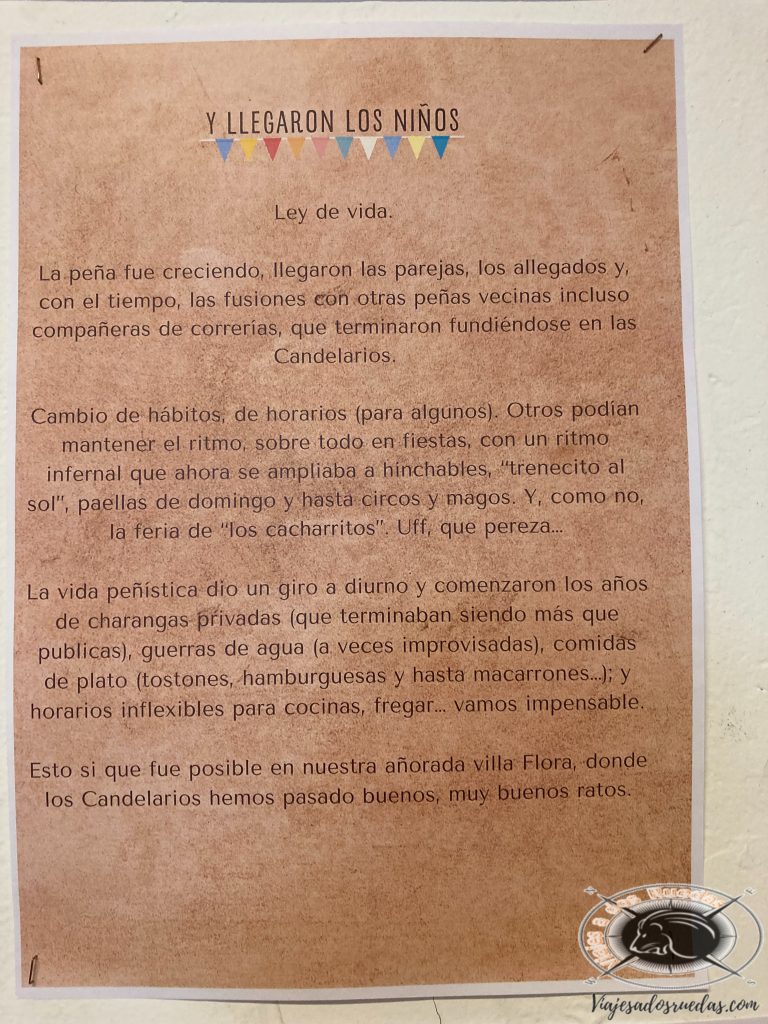 Y LLEGARON LOS NIÑOS
Ley de vida.
La peña fue creciendo, llegaron las parejas, los allegados y,
con el tiempo, las fusiones con otras peñas vecinas incluso
compañeras de correrías, que terminaron fundiéndose en las
Candelarios.
Cambio de hábitos, de horarios (para algunos). Otros podían
mantener el ritmo, sobre todo en fiestas, con un ritmo
infernal que ahora se ampliaba a hinchables, “trenecito al
sol”, paellas de domingo y hasta circos y magos. Y, como no,
la feria de “los cacharritos”. Uff, que pereza...
La vida peñística dio un giro a diurno y comenzaron los años
de charangas privadas (que terminaban siendo más que
publicas), guerras de agua (a veces improvisadas), comidas
de plato (tostones, hamburguesas y hasta macarrones...); y
horarios inflexibles para cocinas, fregar... vamos impensable.
Esto si que fue posible en nuestra añorada villa Flora, donde
los Candelarios hemos pasado buenos, muy buenos ratos.
Viajes a dos Ruedas
Viajesadosruedas.com